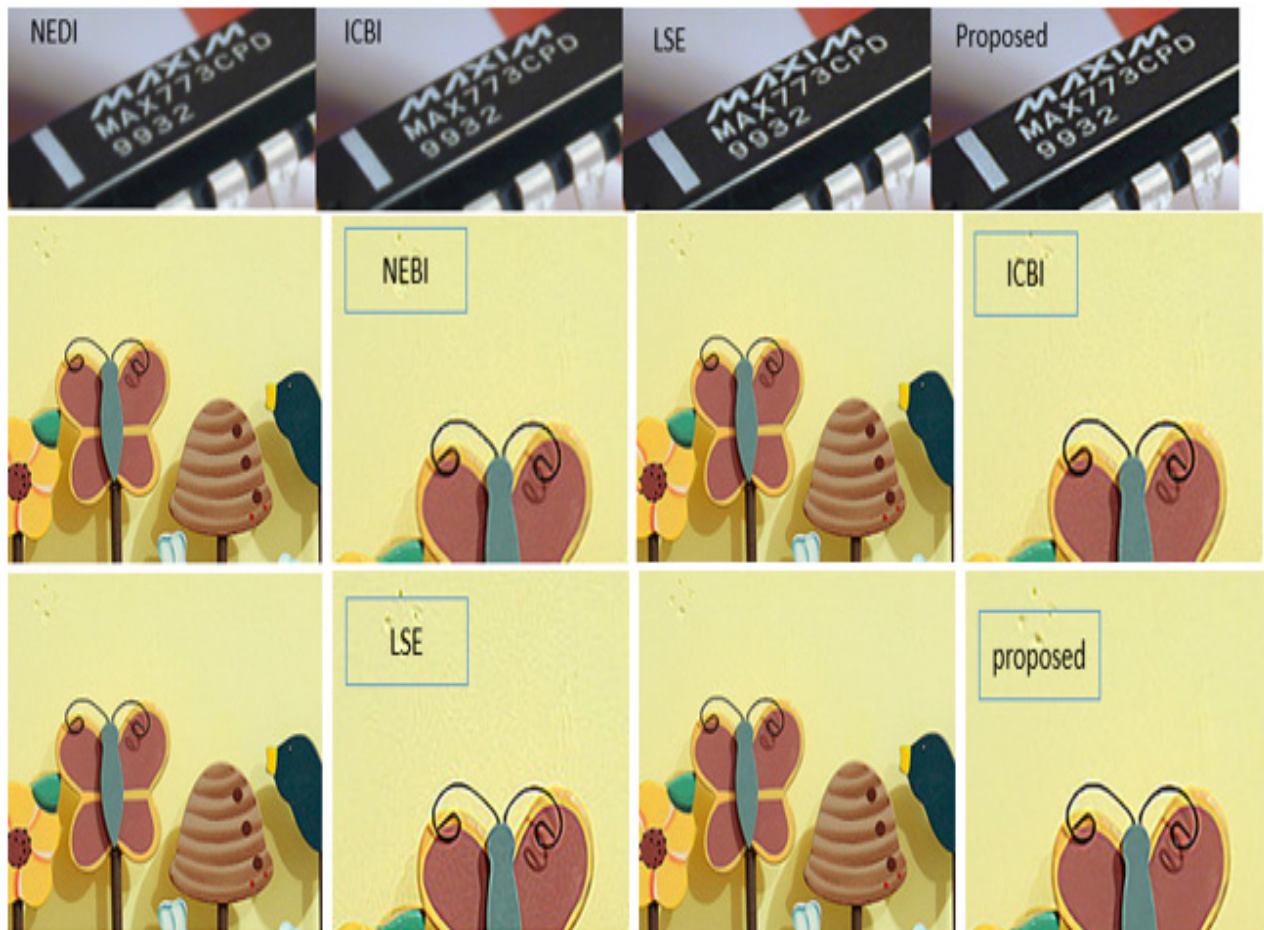 NEDI
MAXIM
MAX773CPD
9932
ICBI
MAXIM
MAX773CPD
9932
LSE
MAXIM
MAX773CPD
9932
Proposed
MAXIM
MAX773CPD
9932
NEBI
ICBI
LSE
proposed